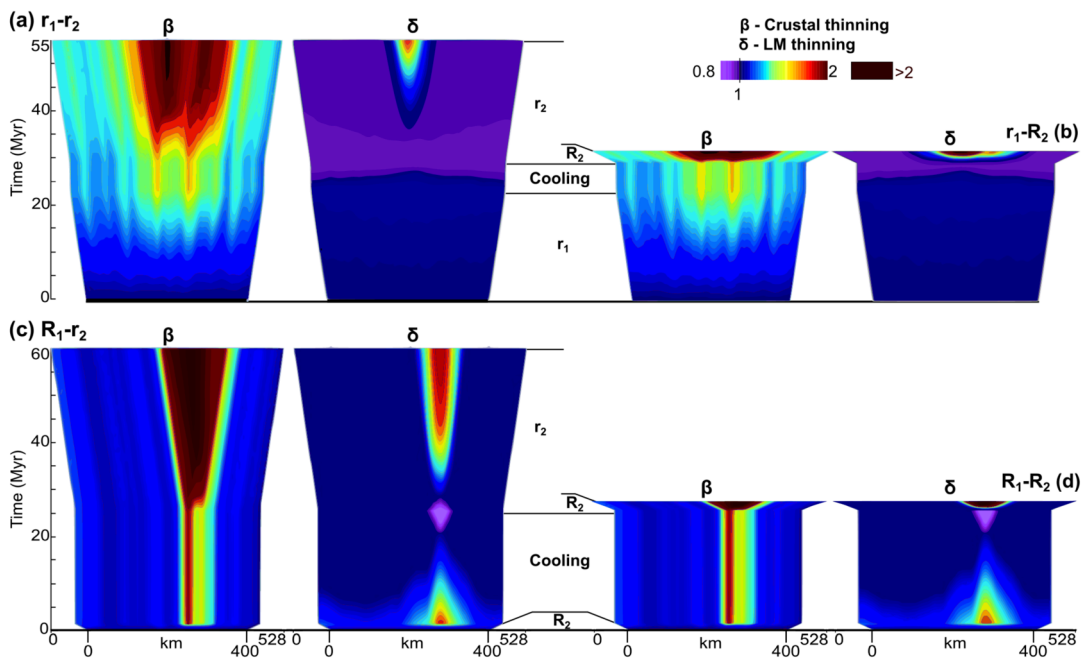 (a) r₁-r₂
β
δ
β - Crustal thinning
δ - LM thinning
0.8
1
2
>2
55
40
20
0
Time (Myr)
r₂
R₂
Cooling
r₁
β
δ
r₁-R₂ (b)
(c) R₁-r₂
β
δ
60
40
20
0
Time (Myr)
r₂
R₂
Cooling
R₂
β
δ
R₁-R₂ (d)
0
km
400
528
0
km
400
528
0
0
km
400
528
0
0
km
400
528